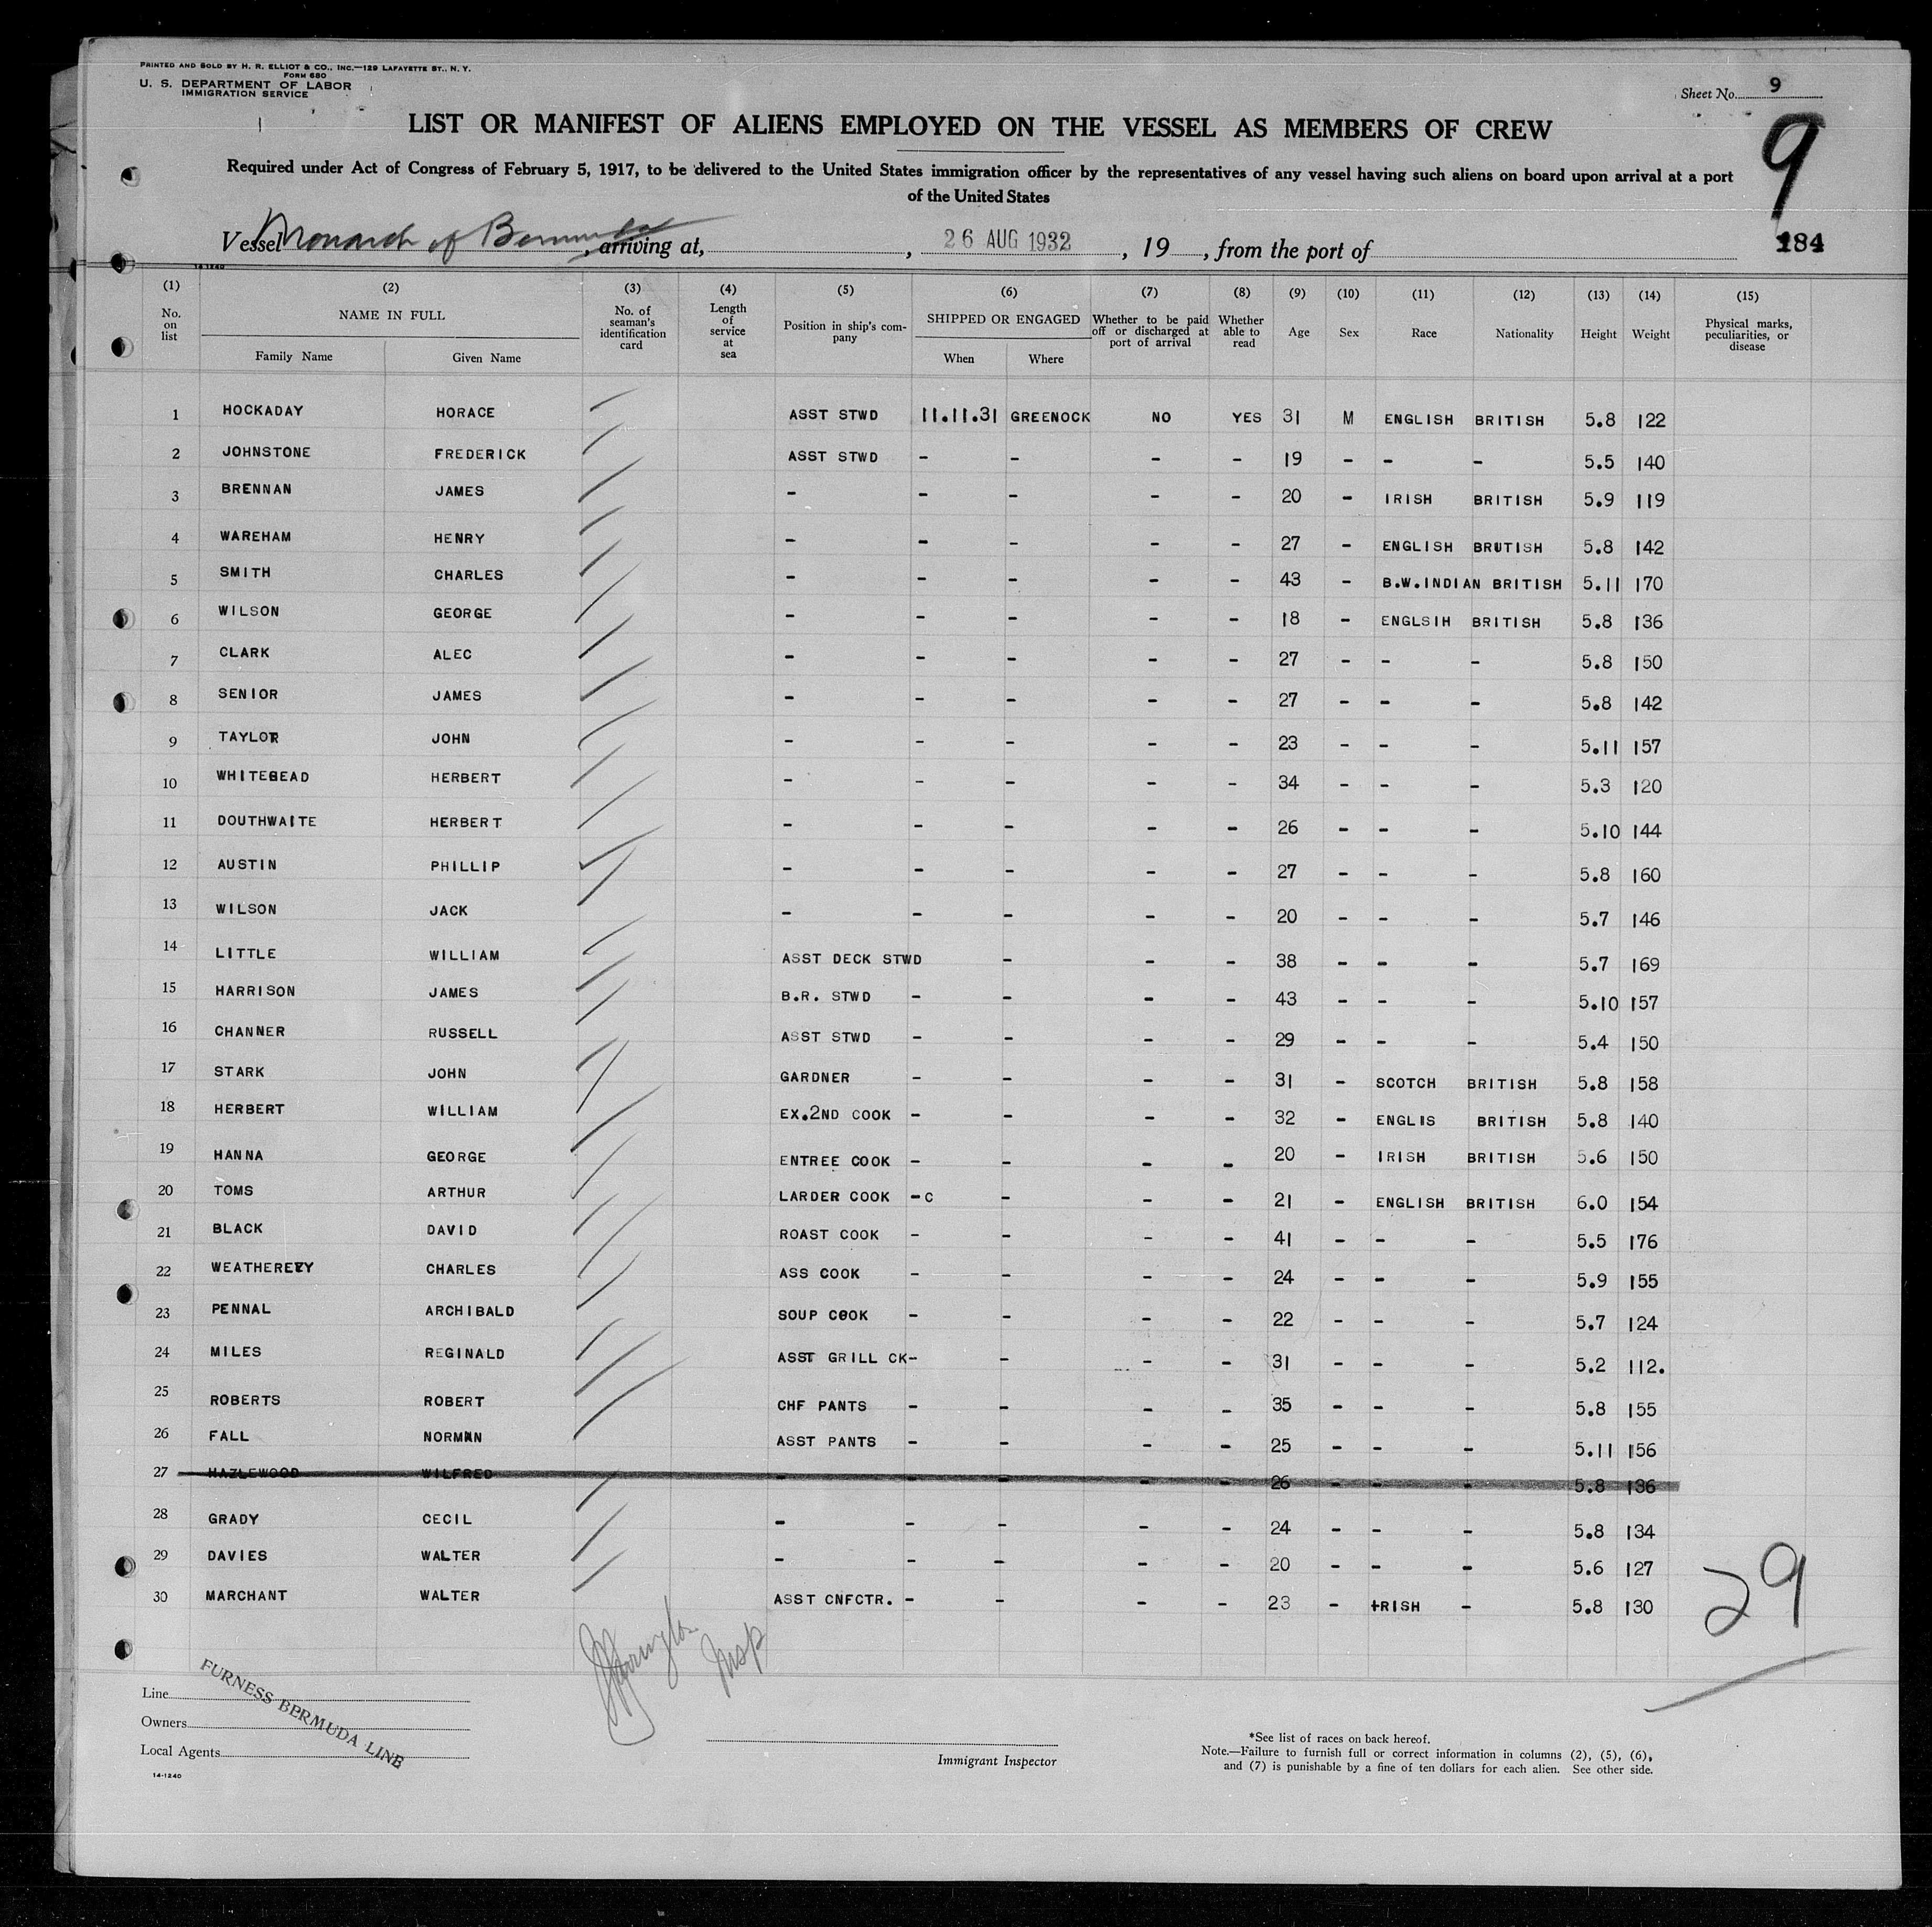 PRINTED AND SOLD BY H. R. ELLIOT & CO., INC.—129 LAFAYETTE ST., N. Y.
FORM 680
U. S. DEPARTMENT OF LABOR
IMMIGRATION SERVICE
Sheet No. 9
9
LIST OR MANIFEST OF ALIENS EMPLOYED ON THE VESSEL AS MEMBERS OF CREW
Required under Act of Congress of February 5, 1917, to be delivered to the United States immigration officer by the representatives of any vessel having such aliens on board upon arrival at a port
of the United States
Vessel Monarch of Bermuda, arriving at, , 26 AUG 1932, 19 , from the port of
184
14-1240
(1) (2) (3) (4) (5) (6) (7) (8) (9) (10) (11) (12) (13) (14) (15)
No. on list NAME IN FULL Family Name Given Name No. of seaman's identification card Length of service at sea Position in ship's company SHIPPED OR ENGAGED When Where Whether to be paid off or discharged at port of arrival Whether able to read Age Sex Race Nationality Height Weight Physical marks, peculiarities, or disease
1 HOCKADAY HORACE ASST STWD 11.11.31 GREENOCK NO YES 31 M ENGLISH BRITISH 5.8 122
2 JOHNSTONE FREDERICK ASST STWD - - - - 19 - - - 5.5 140
3 BRENNAN JAMES - - - - - 20 - IRISH BRITISH 5.9 119
4 WAREHAM HENRY - - - - - 27 - ENGLISH BRUTISH 5.8 142
5 SMITH CHARLES - - - - - 43 - B.W.INDIAN BRITISH 5.11 170
6 WILSON GEORGE - - - - - 18 - ENGLSIH BRITISH 5.8 136
7 CLARK ALEC - - - - - 27 - - - 5.8 150
8 SENIOR JAMES - - - - - 27 - - - 5.8 142
9 TAYLOR JOHN - - - - - 23 - - - 5.11 157
10 WHITEHEAD HERBERT - - - - - 34 - - - 5.3 120
11 DOUTHWAITE HERBERT - - - - - 26 - - - 5.10 144
12 AUSTIN PHILLIP - - - - - 27 - - - 5.8 160
13 WILSON JACK - - - - - 20 - - - 5.7 146
14 LITTLE WILLIAM ASST DECK STWD - - - 38 - - - 5.7 169
15 HARRISON JAMES B.R. STWD - - - - 43 - - - 5.10 157
16 CHANNER RUSSELL ASST STWD - - - - 29 - - - 5.4 150
17 STARK JOHN GARDNER - - - - 31 - SCOTCH BRITISH 5.8 158
18 HERBERT WILLIAM EX.2ND COOK - - - - 32 - ENGLIS BRITISH 5.8 140
19 HANNA GEORGE ENTREE COOK - - - - 20 - IRISH BRITISH 5.6 150
20 TOMS ARTHUR LARDER COOK -C - - - 21 - ENGLISH BRITISH 6.0 154
21 BLACK DAVID ROAST COOK - - - - 41 - - - 5.5 176
22 CHARLES ASS COOK - - - - 24 - - - 5.9 155
23 PENNAL ARCHIBALD SOUP COOK - - - - 22 - - - 5.7 124
24 MILES REGINALD ASST GRILL CK- - - - 31 - - - 5.2 112.
25 ROBERTS ROBERT CHF PANTS - - - - 35 - - - 5.8 155
26 FALL NORMAN ASST PANTS - - - - 25 - - - 5.11 156
27 HAZLEWOOD WILFRED - - - - - 26 - - - 5.8 136
28 GRADY CECIL - - - - - 24 - - - 5.8 134
29 DAVIES WALTER - - - - - 20 - - - 5.6 127
30 MARCHANT WALTER ASST CNFCTR. - - - - 23 - IRISH - 5.8 130
29
Insp
Line
Owners
Local Agents
FURNESS BERMUDA LINE
14-1240
Immigrant Inspector
*See list of races on back hereof.
Note.—Failure to furnish full or correct information in columns (2), (5), (6),
and (7) is punishable by a fine of ten dollars for each alien. See other side.